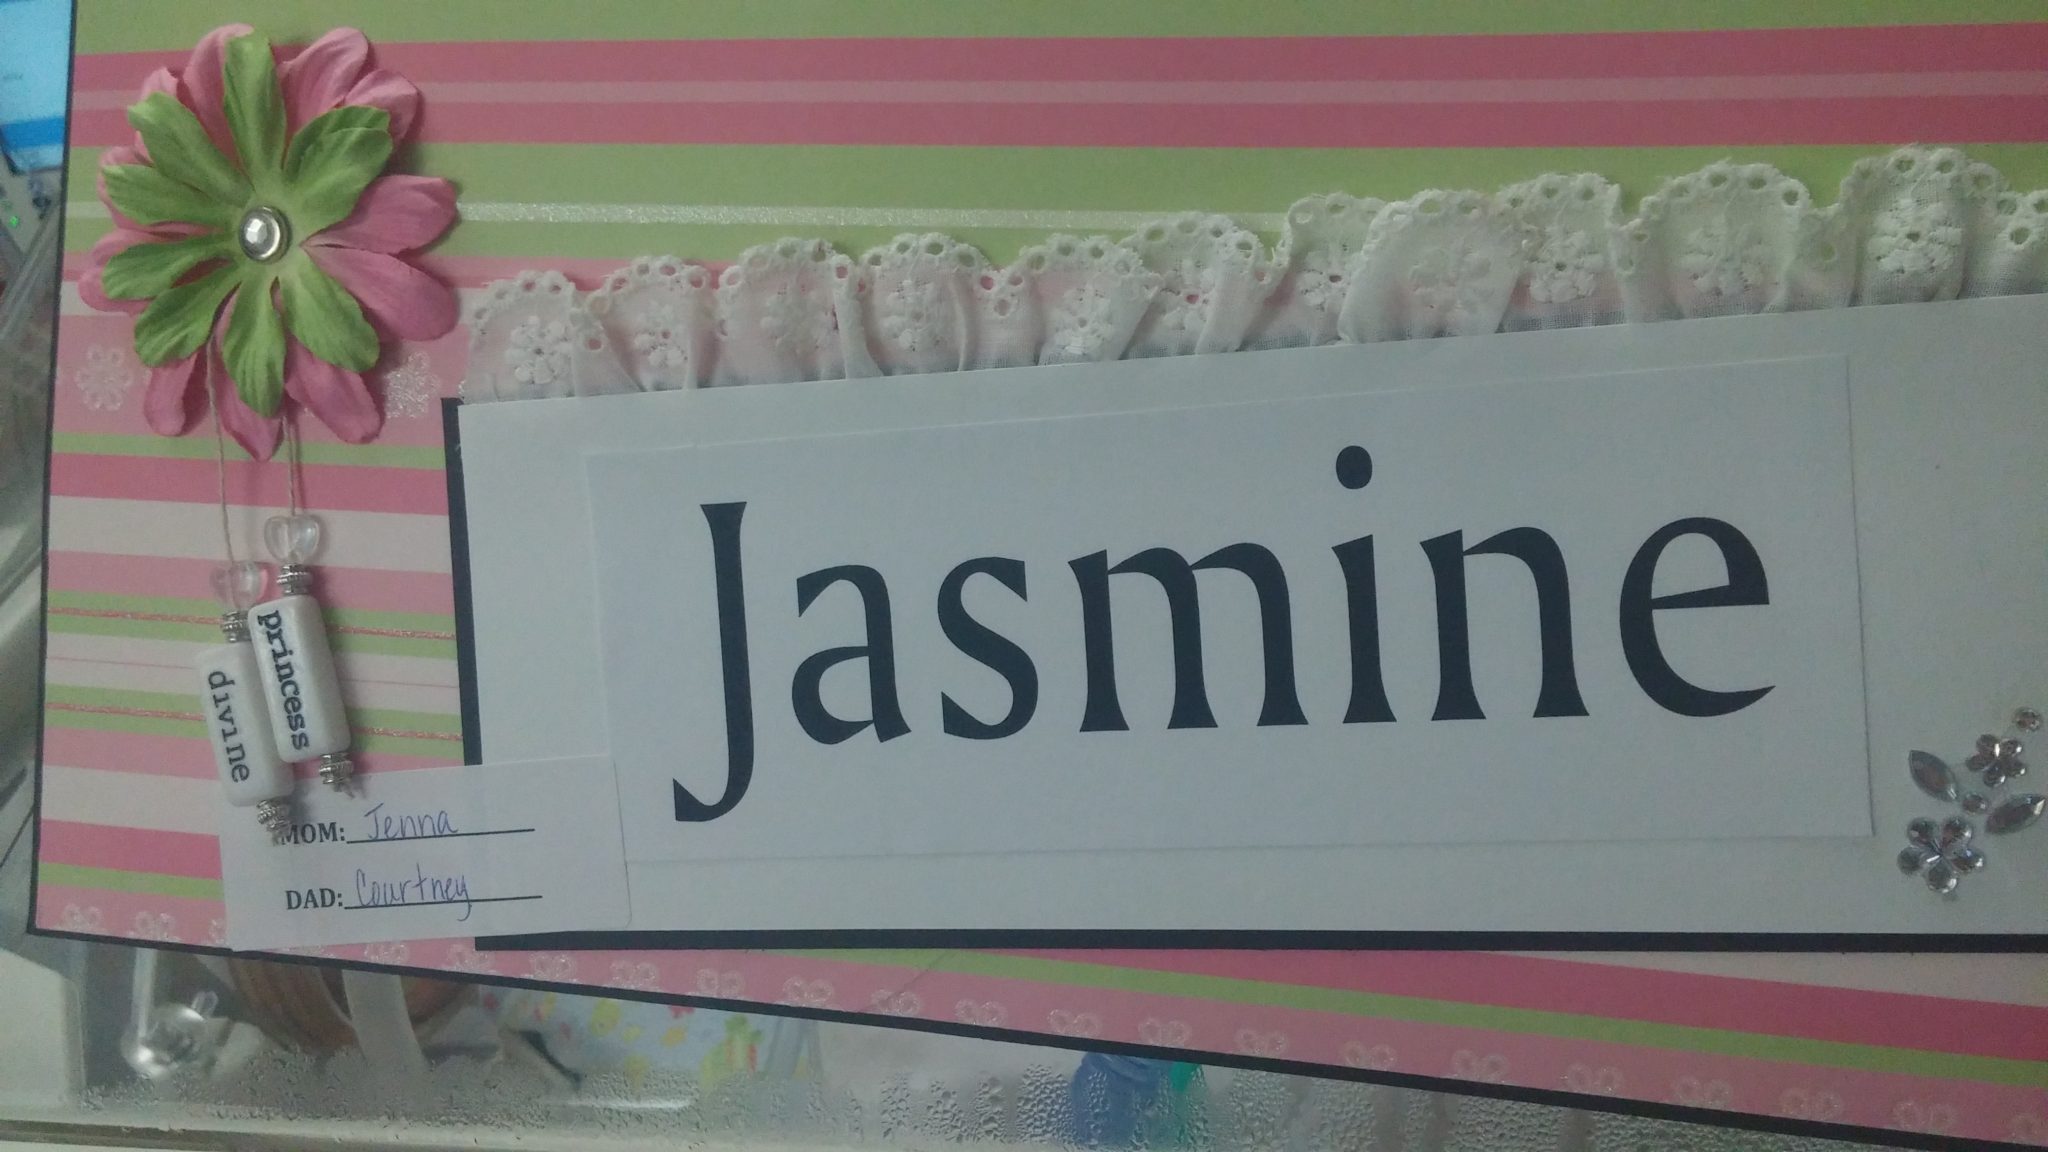 Jasmine
princess
divine
MOM: Jenna
DAD: Courtney